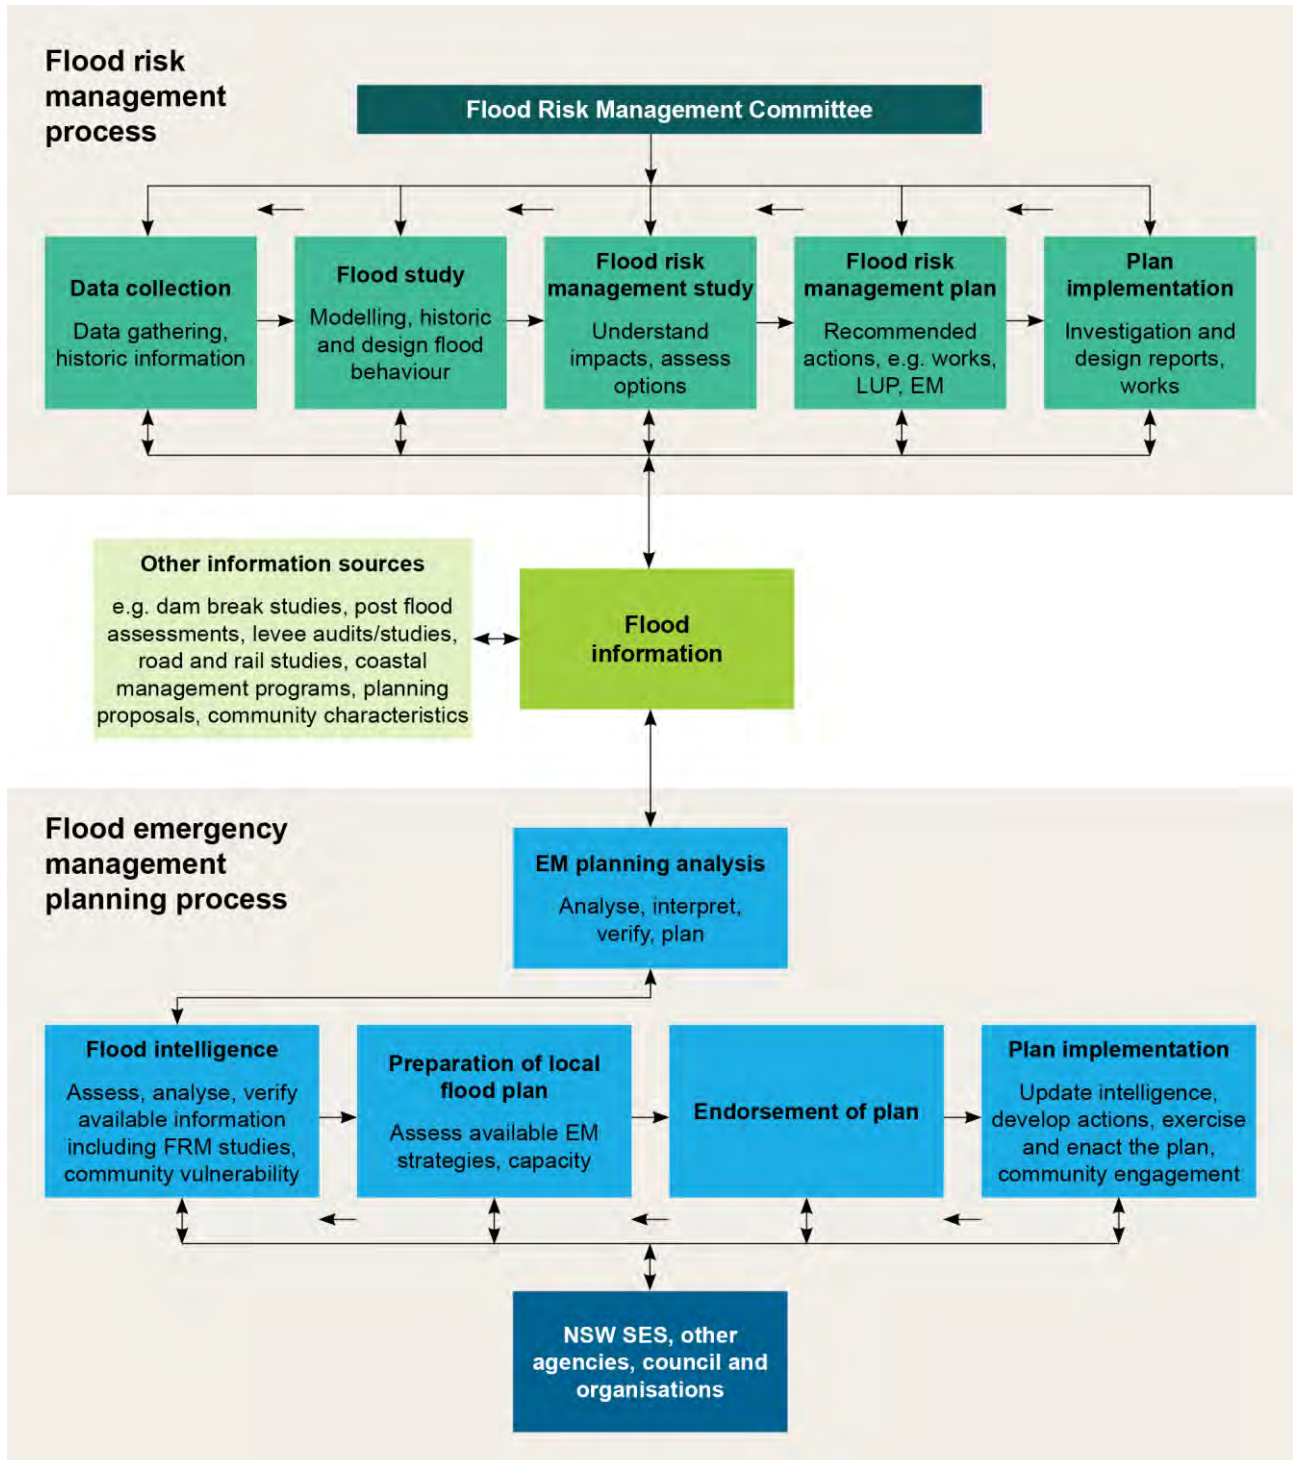 Flood risk
management
process
Flood Risk Management Committee
Data collection
Data gathering,
historic information
Flood study
Modelling, historic
and design flood
behaviour
Flood risk
management study
Understand
impacts, assess
options
Flood risk
management plan
Recommended
actions, e.g. works,
LUP, EM
Plan
implementation
Investigation and
design reports,
works
Other information sources
e.g. dam break studies, post flood
assessments, levee audits/studies,
road and rail studies, coastal
management programs, planning
proposals, community characteristics
Flood
information
Flood emergency
management
planning process
EM planning analysis
Analyse, interpret,
verify, plan
Flood intelligence
Assess, analyse, verify
available information
including FRM studies,
community vulnerability
Preparation of local
flood plan
Assess available EM
strategies, capacity
Endorsement of plan
Plan implementation
Update intelligence,
develop actions, exercise
and enact the plan,
community engagement
NSW SES, other
agencies, council and
organisations